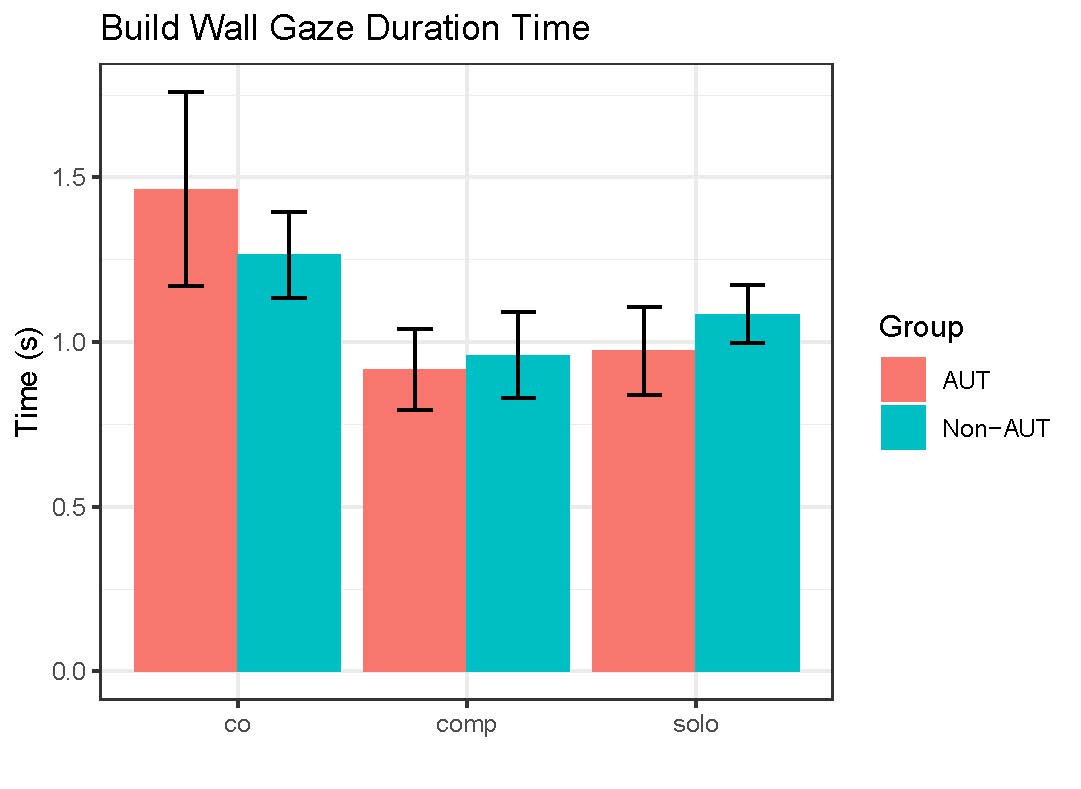 Build Wall Gaze Duration Time
Time (s)
1.5
1.0
0.5
0.0
co comp solo
Group
AUT
Non−AUT